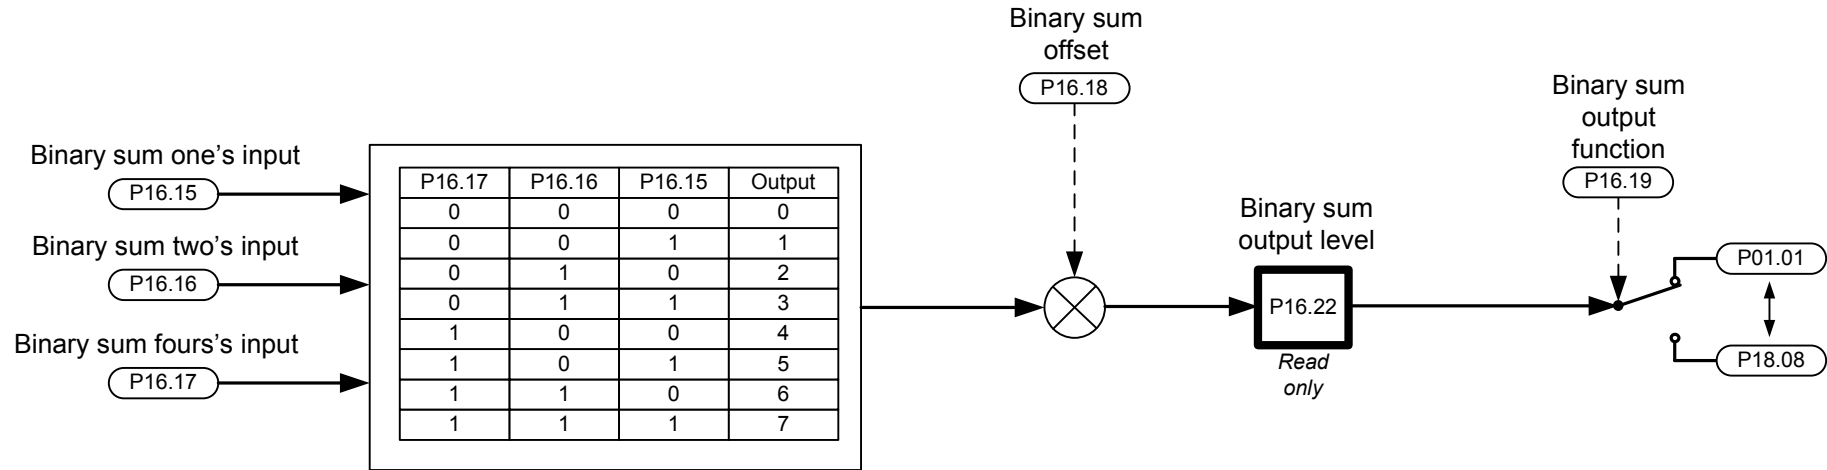 Binary sum
offset
P16.18
Binary sum
output
function
P16.19
Binary sum one’s input
P16.15
Binary sum two’s input
P16.16
Binary sum fours’s input
P16.17
P16.17 P16.16 P16.15 Output
0 0 0 0
0 0 1 1
0 1 0 2
0 1 1 3
1 0 0 4
1 0 1 5
1 1 0 6
1 1 1 7
Binary sum
output level
P16.22
Read
only
P01.01
P18.08